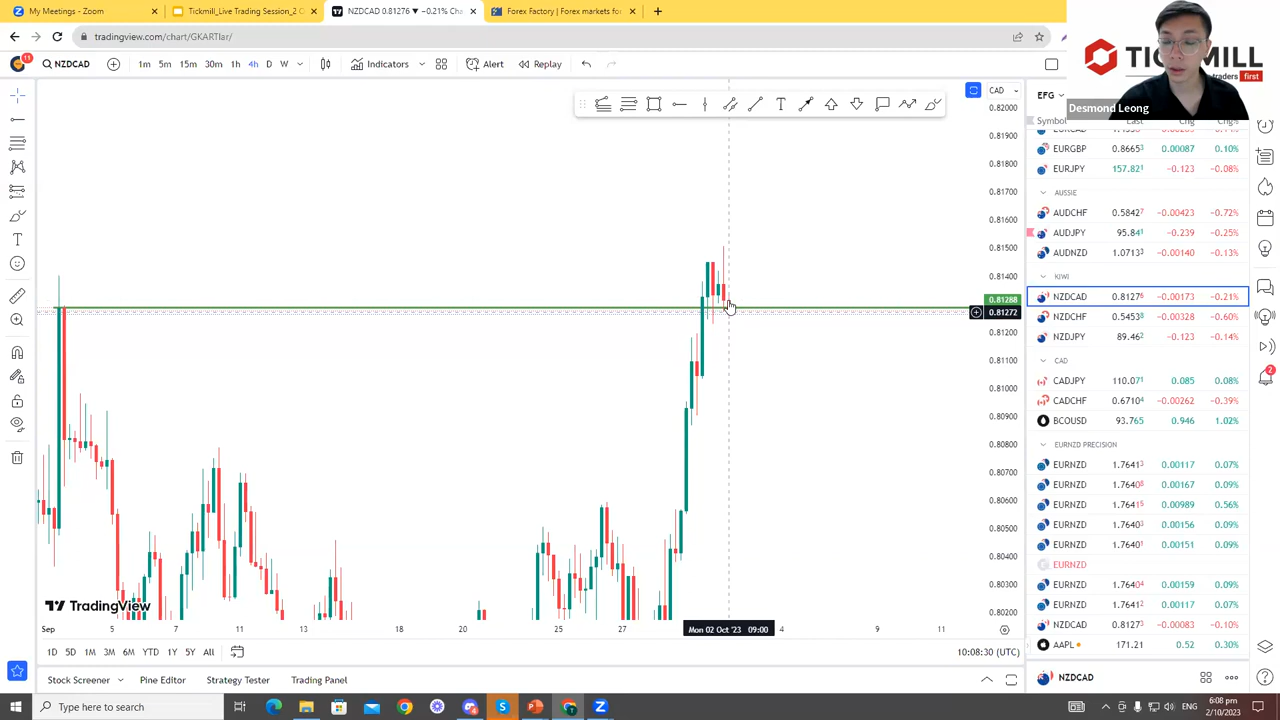 My Meetings - Zoom
Tickmill_Live Trading Session_2 O
NZDCAD 0.81276 ▼ −0.21% Cha
Forex Factory | Forex markets for
tradingview.com/chart/GKARTIar/
11
NZDCAD
1m 5m 15m 30m 1h 4h D W
Indicators
Alert
Replay
TICKMILL
traders first
Desmond Leong
CAD
EFG
Symbol Last Chg Chg%
EURGBP 0.86653 0.00087 0.10%
EURJPY 157.821 −0.123 −0.08%
AUSSIE
AUDCHF 0.58427 −0.00423 −0.72%
AUDJPY 95.841 −0.239 −0.25%
AUDNZD 1.07133 −0.00140 −0.13%
KIWI
NZDCAD 0.81276 −0.00173 −0.21%
NZDCHF 0.54538 −0.00328 −0.60%
NZDJPY 89.462 −0.123 −0.14%
CAD
CADJPY 110.071 0.085 0.08%
CADCHF 0.67104 −0.00262 −0.39%
BCOUSD 93.765 0.946 1.02%
EURNZD PRECISION
EURNZD 1.76413 0.00117 0.07%
EURNZD 1.76408 0.00167 0.09%
EURNZD 1.76415 0.00989 0.56%
EURNZD 1.76403 0.00156 0.09%
EURNZD 1.76401 0.00151 0.09%
EURNZD
EURNZD 1.76404 0.00159 0.09%
EURNZD 1.76412 0.00117 0.07%
NZDCAD 0.81273 −0.00083 −0.10%
AAPL 171.21 0.52 0.30%
NZDCAD
2
0.82000
0.81900
0.81800
0.81700
0.81600
0.81500
0.81400
0.81288
0.81272
0.81200
0.81100
0.81000
0.80900
0.80800
0.80700
0.80600
0.80500
0.80400
0.80300
0.80200
TradingView
Sep 5 7 11 13 18 21 25 27 Mon 02 Oct '23 09:00 4 9 11
1D 5D 1M 3M 6M YTD 1Y 5Y All
10:08:30 (UTC)
Stock Screener Pine Editor Strategy Tester Trading Panel
Type here to search
ENG
6:08 pm
2/10/2023